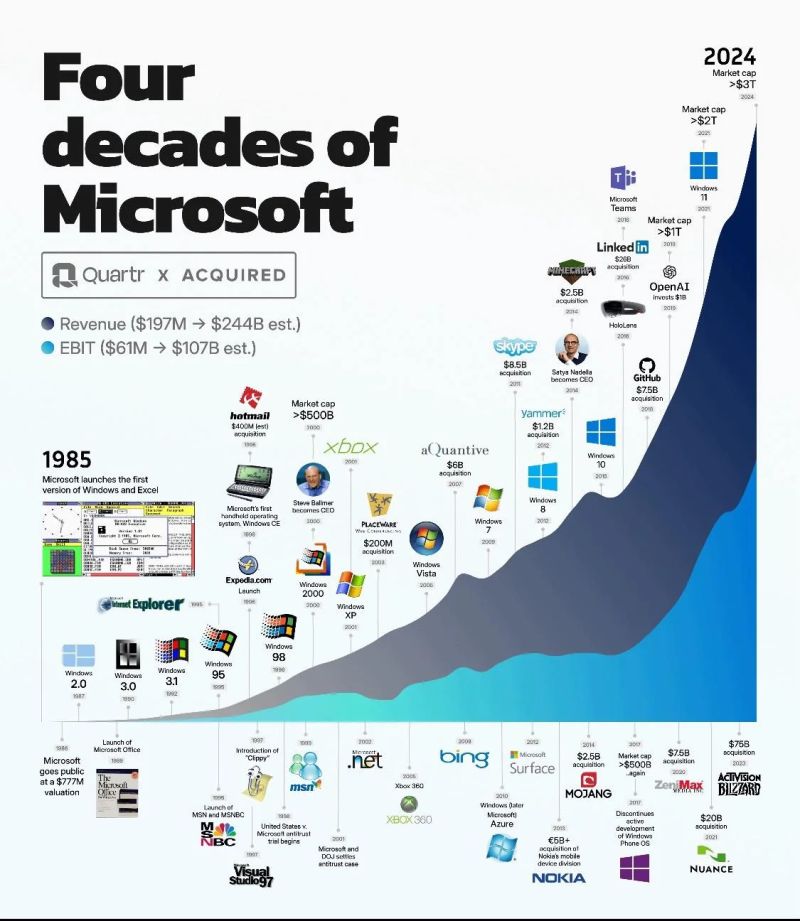 Four
decades of
Microsoft
Quartr X ACQUIRED
Revenue ($197M → $244B est.)
EBIT ($61M → $107B est.)
2024
Market cap
>$3T
2024
Market cap
>$2T
2021
Windows
11
2021
Microsoft
Teams
2016
Market cap
>$1T
2019
LinkedIn
$26B
acquisition
2016
OpenAI
invests $1B
2019
MINECRAFT
$2.5B
acquisition
2014
HoloLens
2016
Satya Nadella
becomes CEO
2014
skype
$8.5B
acquisition
2011
GitHub
$7.5B
acquisition
2018
yammer
$1.2B
acquisition
2012
Windows
10
2015
Windows
8
2012
hotmail
$400M (est)
acquisition
1996
Market cap
>$500B
2000
xbox
2001
aQuantive
$6B
2007
1985
Microsoft launches the first
version of Windows and Excel
Microsoft's first
handheld operating
system, Windows CE
1996
Steve Ballmer
becomes CEO
2000
PLACEWARE
WEB CONFERENCING
$200M
acquisition
2003
Windows
7
2009
Windows
Vista
2006
Expedia.com
Launch
1996
Windows
2000
2000
Windows
XP
2001
Internet Explorer
1995
Windows
2.0
1987
Windows
3.0
1990
Windows
3.1
1992
Windows
95
1995
Windows
98
1998
1986
Microsoft
goes public
at a $777M
valuation
Launch of
Microsoft Office
1989
The
Microsoft
Office
1995
Launch of
MSN and MSNBC
MSNBC
1997
Introduction of
"Clippy"
1997
Microsoft
Visual
Studio97
1998
United States v.
Microsoft antitrust
trial begins
1999
msn
2001
Microsoft and
DOJ settles
antitrust case
2002
Microsoft
.net
2005
Xbox 360
XBOX 360
2009
bing
2010
Windows (later
Microsoft)
Azure
2012
Microsoft
Surface
2013
€5B+
acquisition of
Nokia's mobile
device division
NOKIA
2014
$2.5B
acquisition
MOJANG
2017
Market cap
>$500B
..again
2017
Discontinues
active
development
of Windows
Phone OS
$7.5B
acquisition
2020
ZeniMax
MEDIA INC
$20B
acquisition
2021
NUANCE
$75B
acquisition
2023
ACTIVISION
BLIZZARD